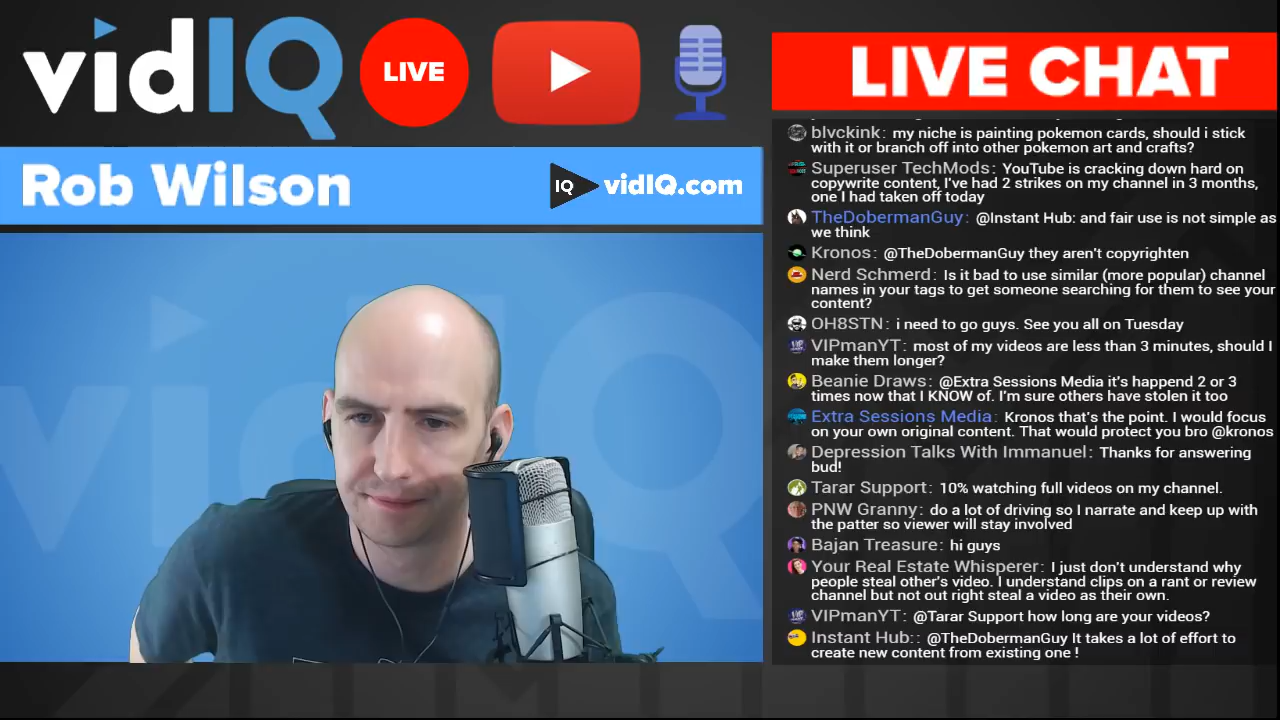 vidIQ
LIVE
LIVE CHAT
Rob Wilson
IQ
vidIQ.com
blvckink: my niche is painting pokemon cards, should i stick
with it or branch off into other pokemon art and crafts?
Superuser TechMods: YouTube is cracking down hard on
copywrite content, I've had 2 strikes on my channel in 3 months,
one I had taken off today
TheDobermanGuy: @Instant Hub: and fair use is not simple as
we think
Kronos: @TheDobermanGuy they aren't copyrighten
Nerd Schmerd: Is it bad to use similar (more popular) channel
names in your tags to get someone searching for them to see your
content?
OH8STN: i need to go guys. See you all on Tuesday
VIPmanYT: most of my videos are less than 3 minutes, should I
make them longer?
Beanie Draws: @Extra Sessions Media it's happend 2 or 3
times now that I KNOW of. I'm sure others have stolen it too
Extra Sessions Media: Kronos that's the point. I would focus
on your own original content. That would protect you bro @kronos
Depression Talks With Immanuel: Thanks for answering
bud!
Tarar Support: 10% watching full videos on my channel.
PNW Granny: do a lot of driving so I narrate and keep up with
the patter so viewer will stay involved
Bajan Treasure: hi guys
Your Real Estate Whisperer: I just don't understand why
people steal other's video. I understand clips on a rant or review
channel but not out right steal a video as their own.
VIPmanYT: @Tarar Support how long are your videos?
Instant Hub:: @TheDobermanGuy It takes a lot of effort to
create new content from existing one !